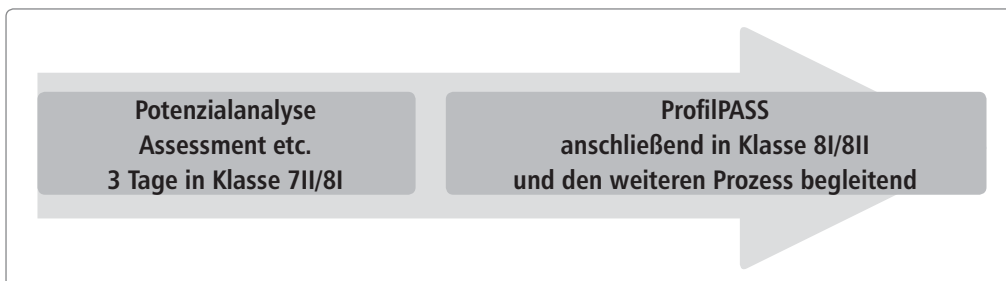 Potenzialanalyse
Assessment etc.
3 Tage in Klasse 7II/8I
ProfilPASS
anschließend in Klasse 8I/8II
und den weiteren Prozess begleitend